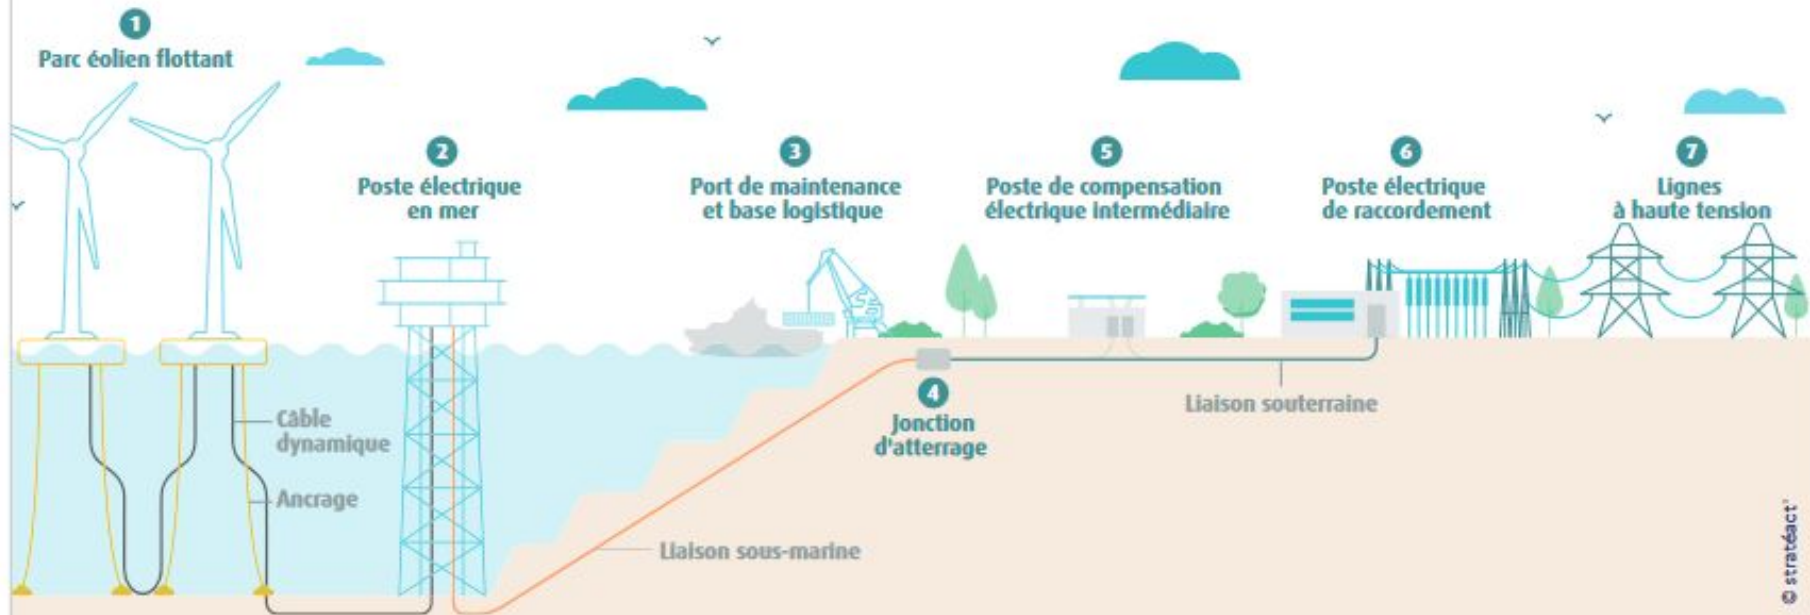 1
Parc éolien flottant
2
Poste électrique
en mer
3
Port de maintenance
et base logistique
5
Poste de compensation
électrique intermédiaire
6
Poste électrique
de raccordement
7
Lignes
à haute tension
4
Jonction
d'atterrage
Liaison souterraine
Câble
dynamique
Ancrage
Liaison sous-marine
© stratéact'